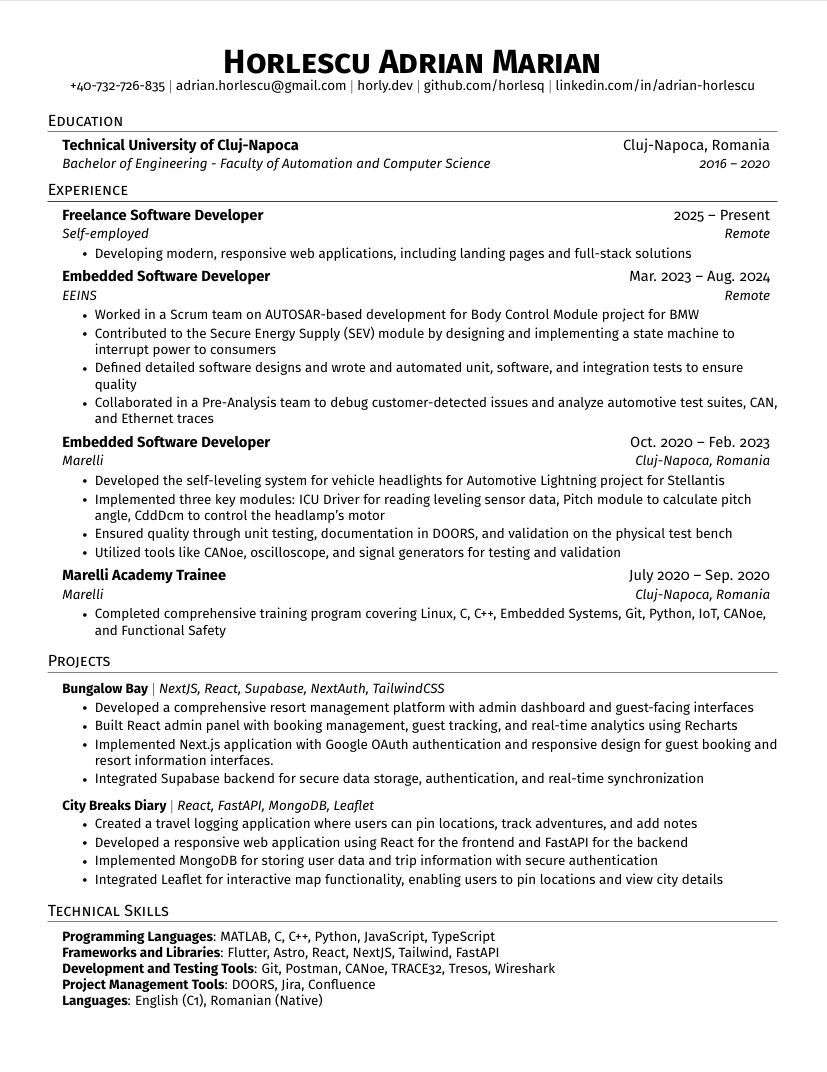 Horlescu Adrian Marian
+40-732-726-835 | adrian.horlescu@gmail.com | horly.dev | github.com/horlesq | linkedin.com/in/adrian-horlescu
Education
Technical University of Cluj-Napoca Cluj-Napoca, Romania
Bachelor of Engineering - Faculty of Automation and Computer Science 2016 – 2020
Experience
Freelance Software Developer 2025 – Present
Self-employed Remote
• Developing modern, responsive web applications, including landing pages and full-stack solutions
Embedded Software Developer Mar. 2023 – Aug. 2024
EEINS Remote
• Worked in a Scrum team on AUTOSAR-based development for Body Control Module project for BMW
• Contributed to the Secure Energy Supply (SEV) module by designing and implementing a state machine to
interrupt power to consumers
• Defined detailed software designs and wrote and automated unit, software, and integration tests to ensure
quality
• Collaborated in a Pre-Analysis team to debug customer-detected issues and analyze automotive test suites, CAN,
and Ethernet traces
Embedded Software Developer Oct. 2020 – Feb. 2023
Marelli Cluj-Napoca, Romania
• Developed the self-leveling system for vehicle headlights for Automotive Lightning project for Stellantis
• Implemented three key modules: ICU Driver for reading leveling sensor data, Pitch module to calculate pitch
angle, CddDcm to control the headlamp's motor
• Ensured quality through unit testing, documentation in DOORS, and validation on the physical test bench
• Utilized tools like CANoe, oscilloscope, and signal generators for testing and validation
Marelli Academy Trainee July 2020 – Sep. 2020
Marelli Cluj-Napoca, Romania
• Completed comprehensive training program covering Linux, C, C++, Embedded Systems, Git, Python, IoT, CANoe,
and Functional Safety
Projects
Bungalow Bay | NextJS, React, Supabase, NextAuth, TailwindCSS
• Developed a comprehensive resort management platform with admin dashboard and guest-facing interfaces
• Built React admin panel with booking management, guest tracking, and real-time analytics using Recharts
• Implemented Next.js application with Google OAuth authentication and responsive design for guest booking and
resort information interfaces.
• Integrated Supabase backend for secure data storage, authentication, and real-time synchronization
City Breaks Diary | React, FastAPI, MongoDB, Leaflet
• Created a travel logging application where users can pin locations, track adventures, and add notes
• Developed a responsive web application using React for the frontend and FastAPI for the backend
• Implemented MongoDB for storing user data and trip information with secure authentication
• Integrated Leaflet for interactive map functionality, enabling users to pin locations and view city details
Technical Skills
Programming Languages: MATLAB, C, C++, Python, JavaScript, TypeScript
Frameworks and Libraries: Flutter, Astro, React, NextJS, Tailwind, FastAPI
Development and Testing Tools: Git, Postman, CANoe, TRACE32, Tresos, Wireshark
Project Management Tools: DOORS, Jira, Confluence
Languages: English (C1), Romanian (Native)